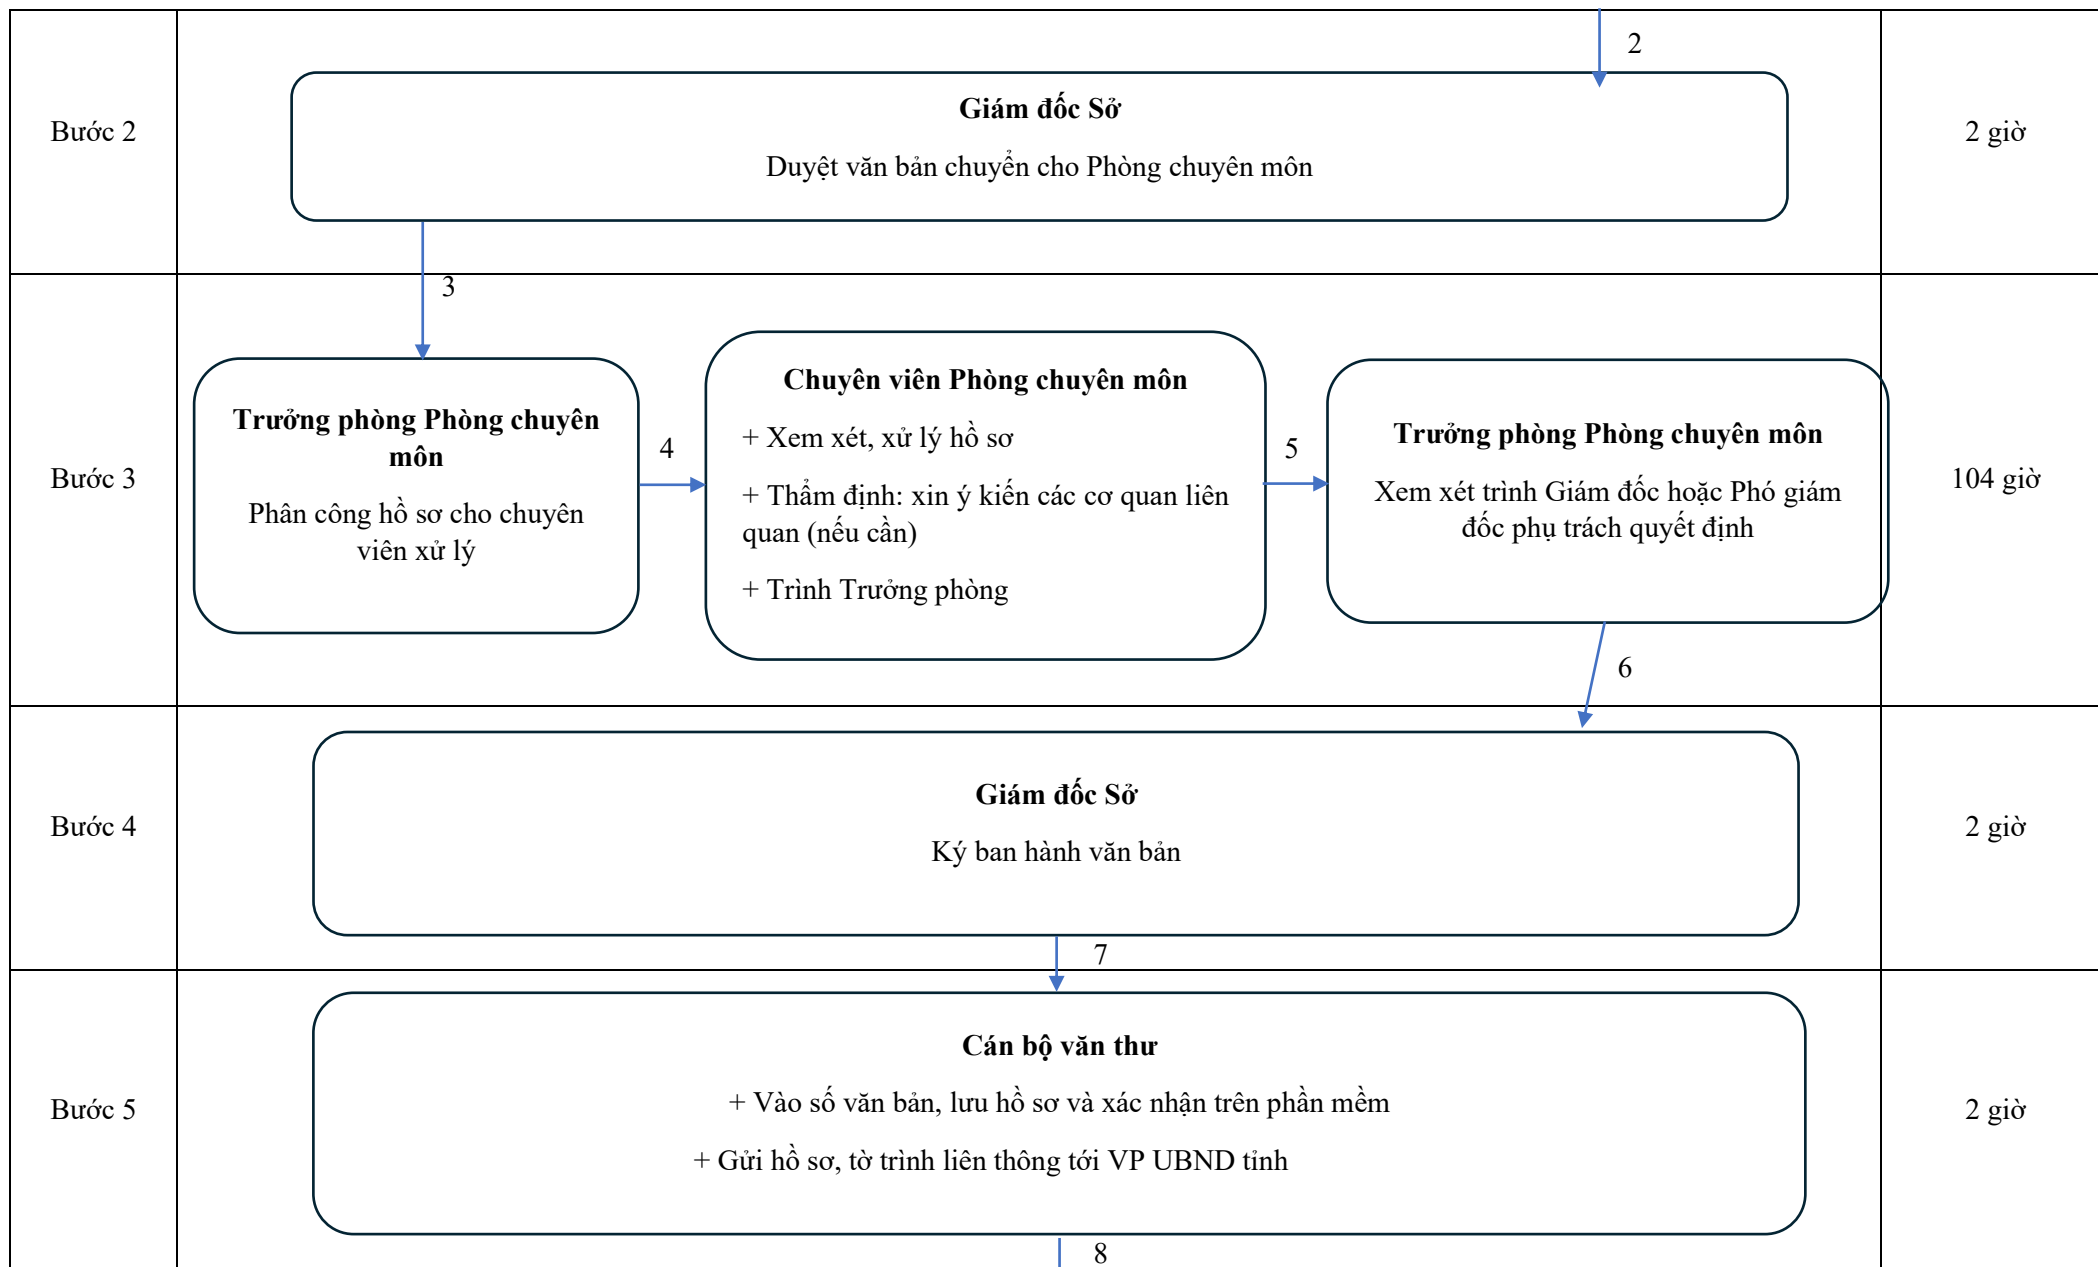 2
Bước 2
Giám đốc Sở
Duyệt văn bản chuyển cho Phòng chuyên môn
2 giờ
3
Bước 3
Trưởng phòng Phòng chuyên
môn
Phân công hồ sơ cho chuyên
viên xử lý
4
Chuyên viên Phòng chuyên môn
+ Xem xét, xử lý hồ sơ
+ Thẩm định: xin ý kiến các cơ quan liên
quan (nếu cần)
+ Trình Trưởng phòng
5
Trưởng phòng Phòng chuyên môn
Xem xét trình Giám đốc hoặc Phó giám
đốc phụ trách quyết định
104 giờ
6
Bước 4
Giám đốc Sở
Ký ban hành văn bản
2 giờ
7
Bước 5
Cán bộ văn thư
+ Vào số văn bản, lưu hồ sơ và xác nhận trên phần mềm
+ Gửi hồ sơ, tờ trình liên thông tới VP UBND tỉnh
2 giờ
8